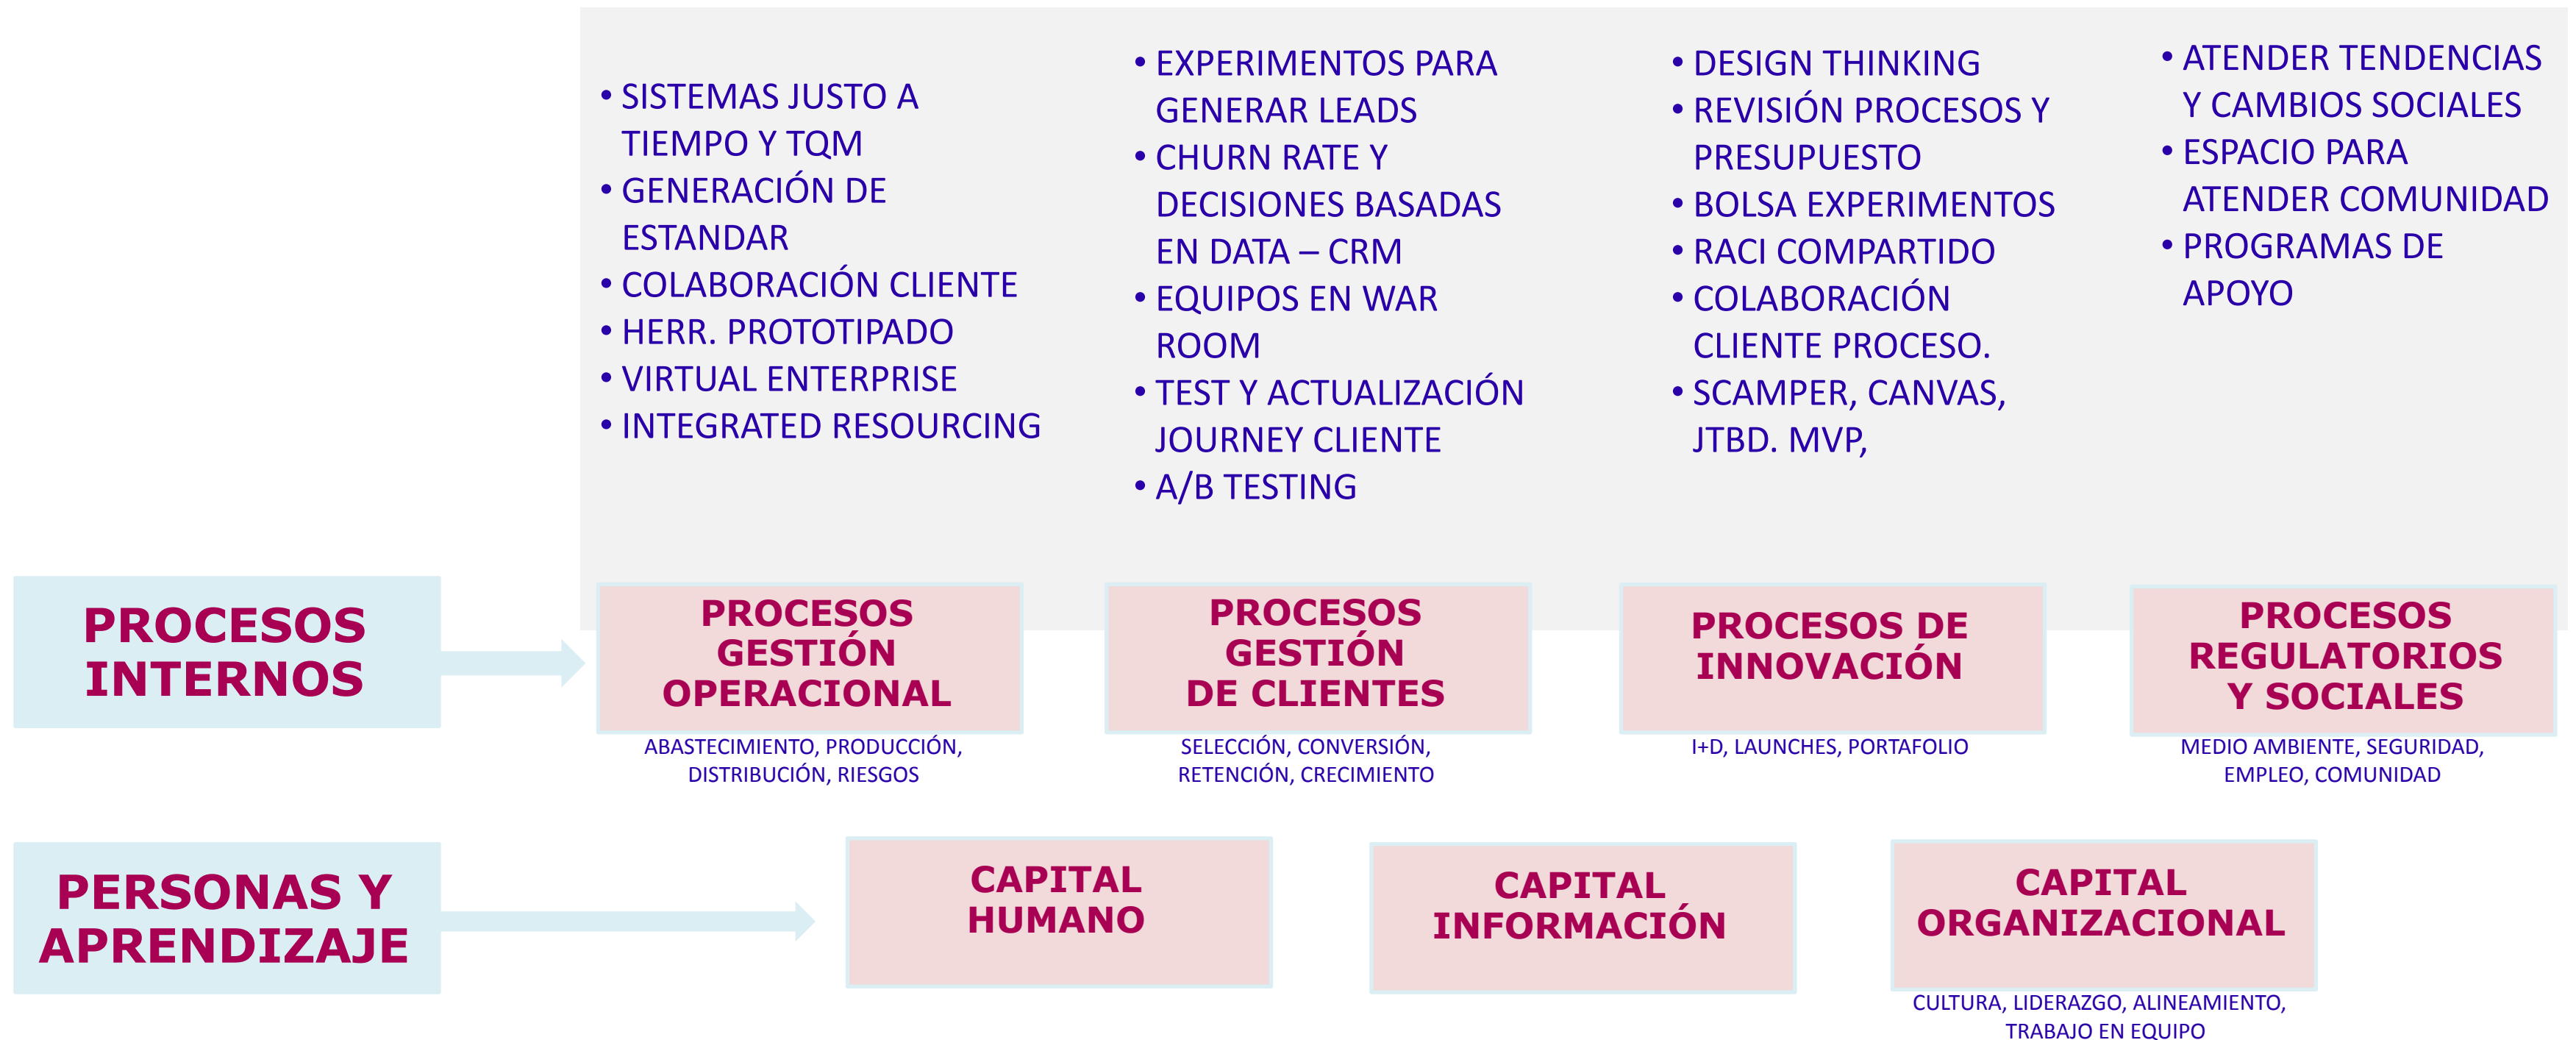 • SISTEMAS JUSTO A
TIEMPO Y TQM
• GENERACIÓN DE
ESTANDAR
• COLABORACIÓN CLIENTE
• HERR. PROTOTIPADO
• VIRTUAL ENTERPRISE
• INTEGRATED RESOURCING
• EXPERIMENTOS PARA
GENERAR LEADS
• CHURN RATE Y
DECISIONES BASADAS
EN DATA – CRM
• EQUIPOS EN WAR
ROOM
• TEST Y ACTUALIZACIÓN
JOURNEY CLIENTE
• A/B TESTING
• DESIGN THINKING
• REVISIÓN PROCESOS Y
PRESUPUESTO
• BOLSA EXPERIMENTOS
• RACI COMPARTIDO
• COLABORACIÓN
CLIENTE PROCESO.
• SCAMPER, CANVAS,
JTBD. MVP,
• ATENDER TENDENCIAS
Y CAMBIOS SOCIALES
• ESPACIO PARA
ATENDER COMUNIDAD
• PROGRAMAS DE
APOYO
PROCESOS
INTERNOS
PROCESOS
GESTIÓN
OPERACIONAL
ABASTECIMIENTO, PRODUCCIÓN,
DISTRIBUCIÓN, RIESGOS
PROCESOS
GESTIÓN
DE CLIENTES
SELECCIÓN, CONVERSIÓN,
RETENCIÓN, CRECIMIENTO
PROCESOS DE
INNOVACIÓN
I+D, LAUNCHES, PORTAFOLIO
PROCESOS
REGULATORIOS
Y SOCIALES
MEDIO AMBIENTE, SEGURIDAD,
EMPLEO, COMUNIDAD
PERSONAS Y
APRENDIZAJE
CAPITAL
HUMANO
CAPITAL
INFORMACIÓN
CAPITAL
ORGANIZACIONAL
CULTURA, LIDERAZGO, ALINEAMIENTO,
TRABAJO EN EQUIPO